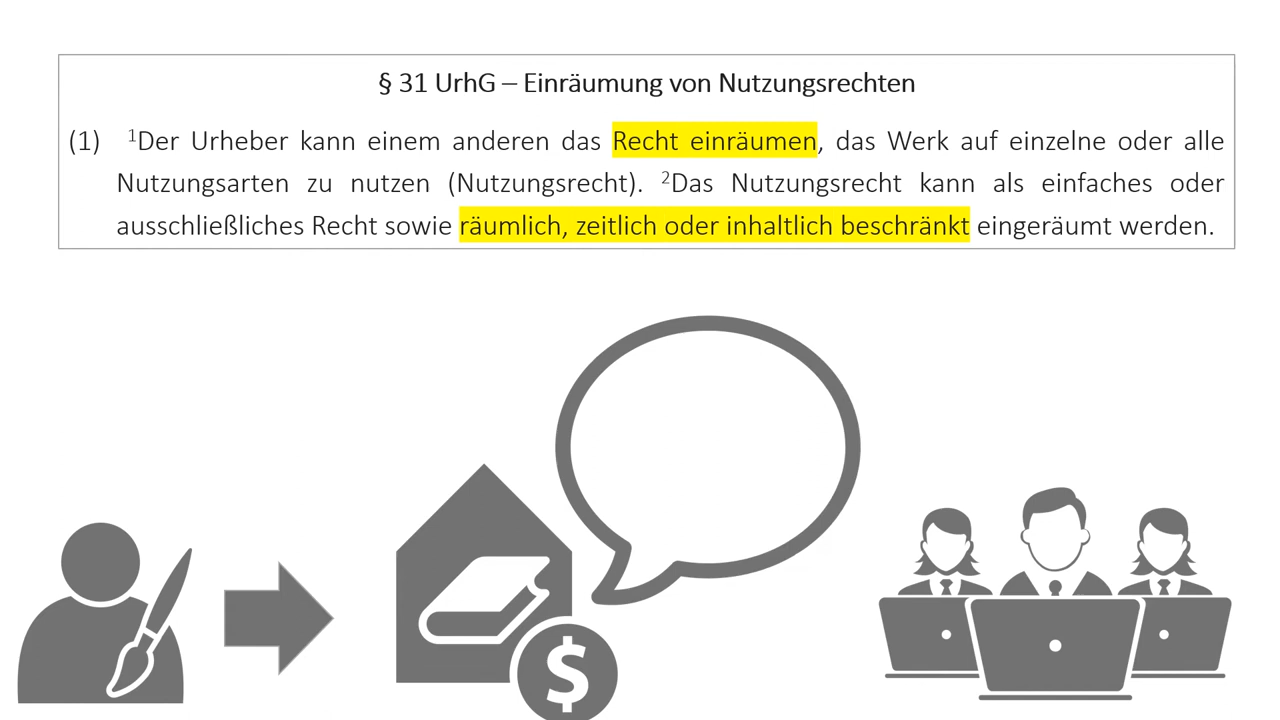 § 31 UrhG – Einräumung von Nutzungsrechten
(1) ¹Der Urheber kann einem anderen das Recht einräumen, das Werk auf einzelne oder alle
Nutzungsarten zu nutzen (Nutzungsrecht). ²Das Nutzungsrecht kann als einfaches oder
ausschließliches Recht sowie räumlich, zeitlich oder inhaltlich beschränkt eingeräumt werden.
$